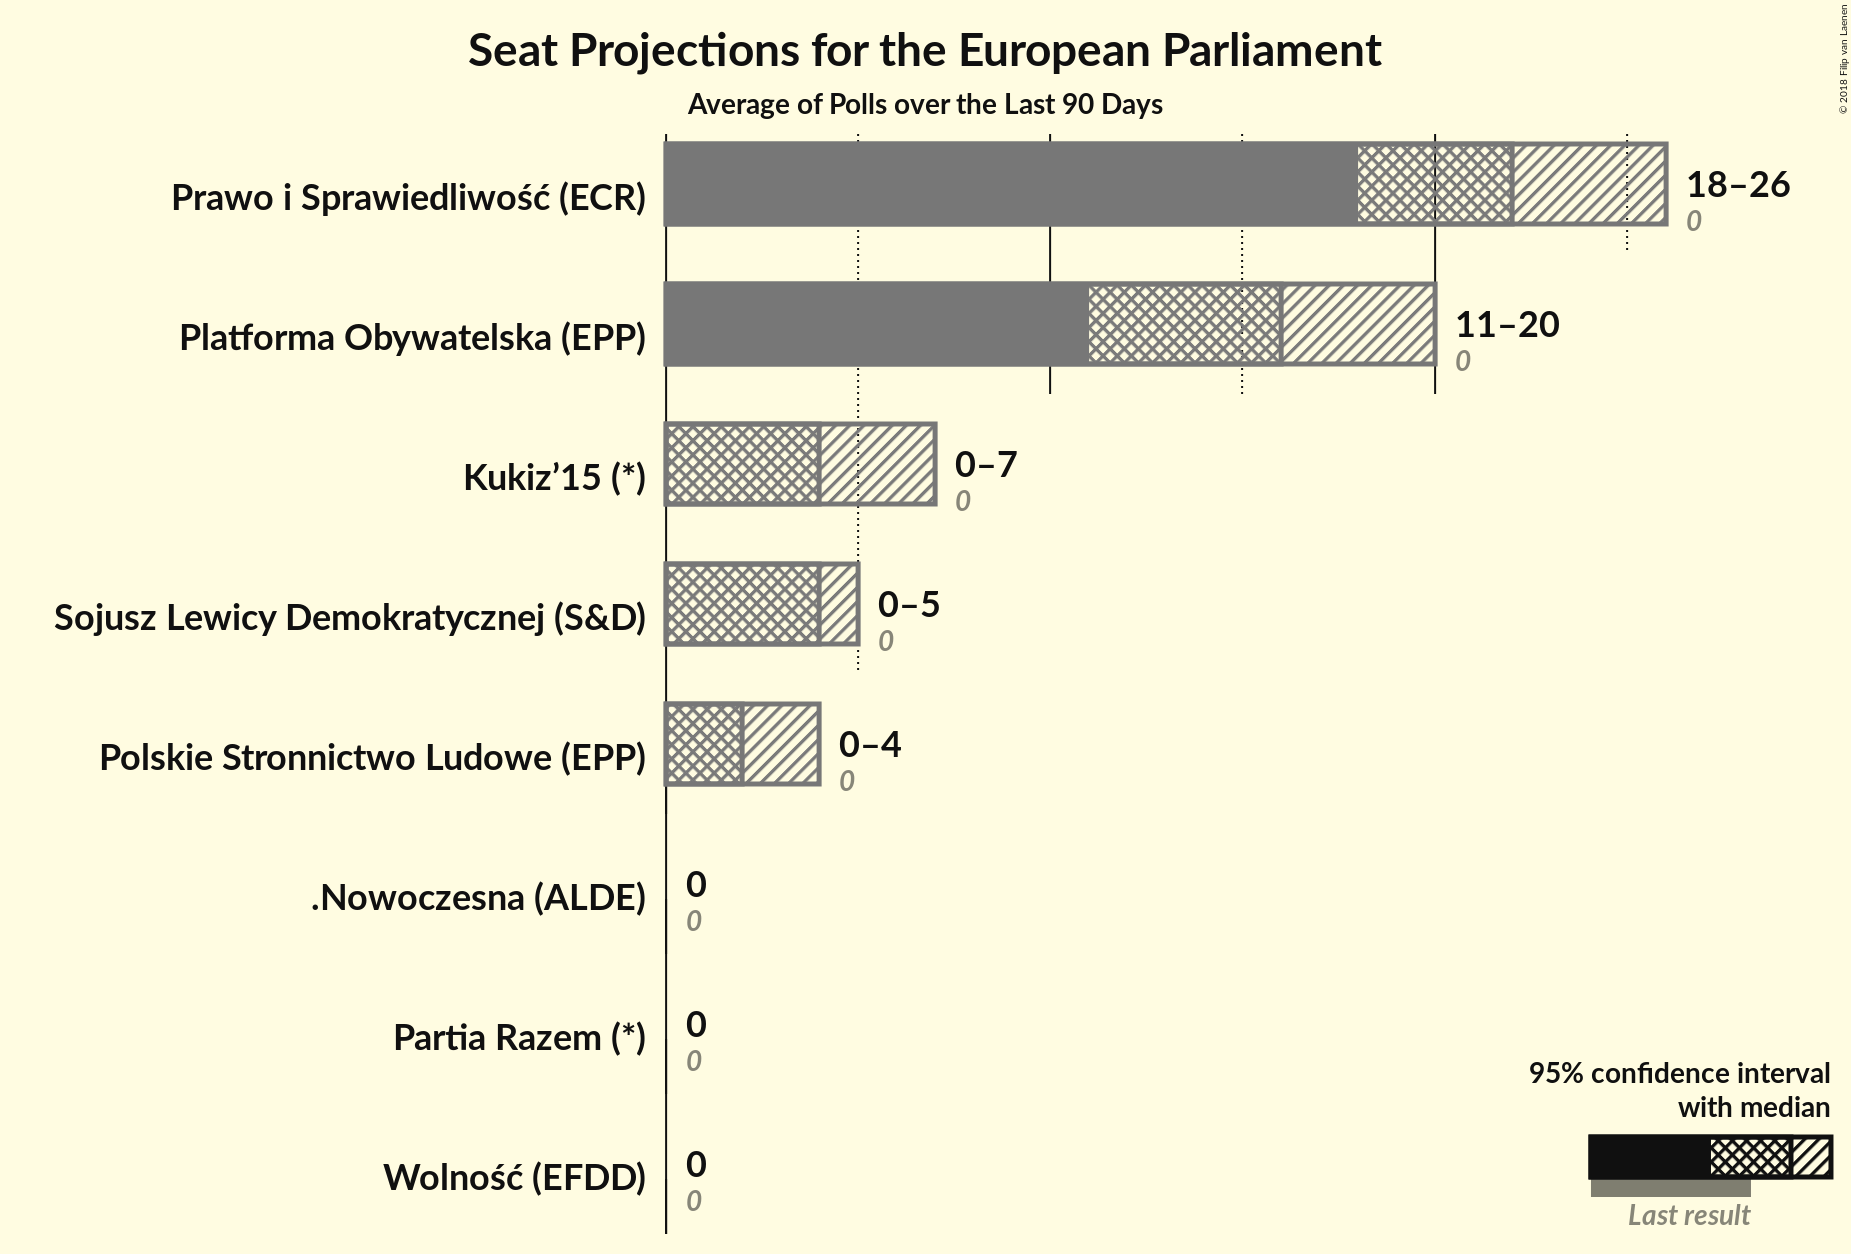 Seat Projections for the European Parliament
Average of Polls over the Last 90 Days
© 2018 Filip van Laenen
Prawo i Sprawiedliwość (ECR)
18–26
0
Platforma Obywatelska (EPP)
11–20
0
Kukiz’15 (*)
0–7
0
Sojusz Lewicy Demokratycznej (S&D)
0–5
0
Polskie Stronnictwo Ludowe (EPP)
0–4
0
.Nowoczesna (ALDE)
0
0
Partia Razem (*)
0
0
Wolność (EFDD)
0
0
95% confidence interval
with median
Last result